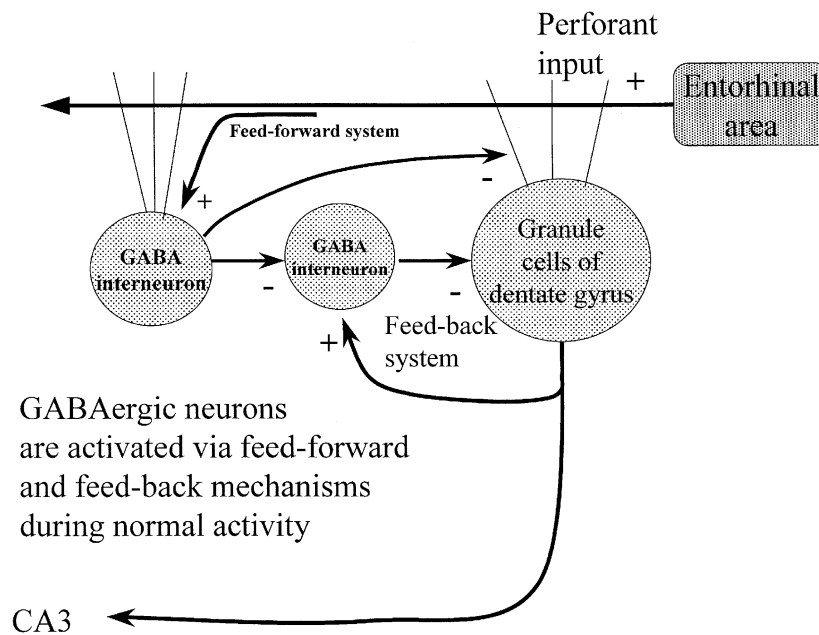 Perforant
input
+
Entorhinal
area
Feed-forward system
+
-
GABA
interneuron
-
GABA
interneuron
-
Granule
cells of
dentate gyrus
+
Feed-back
system
GABAergic neurons
are activated via feed-forward
and feed-back mechanisms
during normal activity
CA3